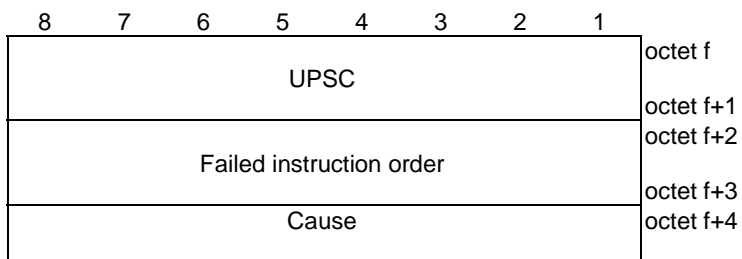 8 7 6 5 4 3 2 1
octet f
UPSC
octet f+1
octet f+2
Failed instruction order
octet f+3
Cause octet f+4